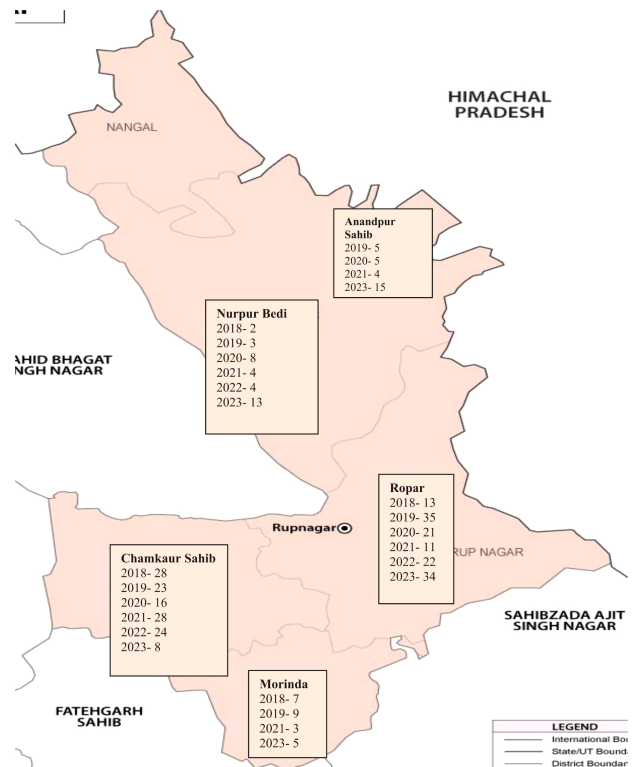 HIMACHAL
PRADESH
NANGAL
Anandpur
Sahib
2019- 5
2020- 5
2021- 4
2023- 15
Nurpur Bedi
2018- 2
2019- 3
2020- 8
2021- 4
2022- 4
2023- 13
AHID BHAGAT
NGH NAGAR
Ropar
2018- 13
2019- 35
2020- 21
2021- 11
2022- 22
2023- 34
Rupnagar
RUP NAGAR
Chamkaur Sahib
2018- 28
2019- 23
2020- 16
2021- 28
2022- 24
2023- 8
SAHIBZADA AJIT
SINGH NAGAR
Morinda
2018- 7
2019- 9
2021- 3
2023- 5
FATEHGARH
SAHIB
LEGEND
International Bou
State/UT Bounda
District Boundar